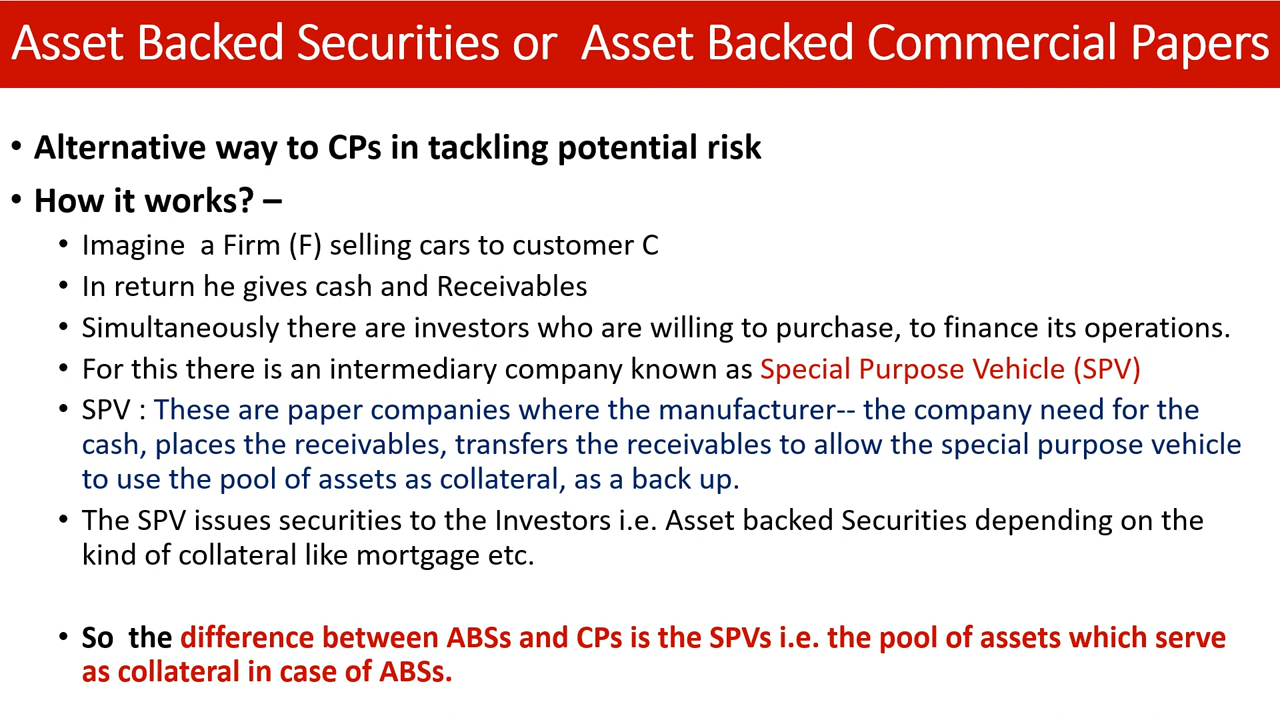 Asset Backed Securities or  Asset Backed Commercial Papers
• Alternative way to CPs in tackling potential risk
• How it works? –
• Imagine  a Firm (F) selling cars to customer C
• In return he gives cash and Receivables
• Simultaneously there are investors who are willing to purchase, to finance its operations.
• For this there is an intermediary company known as Special Purpose Vehicle (SPV)
• SPV : These are paper companies where the manufacturer-- the company need for the
cash, places the receivables, transfers the receivables to allow the special purpose vehicle
to use the pool of assets as collateral, as a back up.
• The SPV issues securities to the Investors i.e. Asset backed Securities depending on the
kind of collateral like mortgage etc.
• So  the difference between ABSs and CPs is the SPVs i.e. the pool of assets which serve
as collateral in case of ABSs.